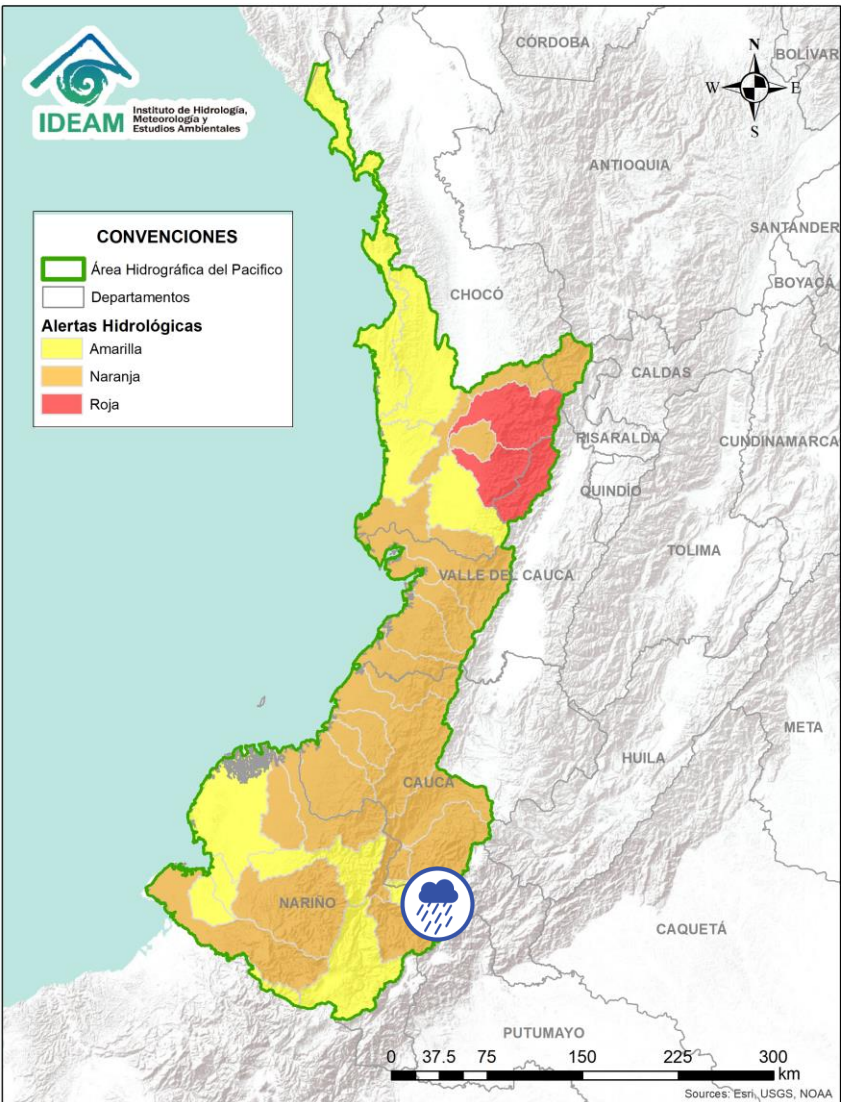 IDEAM
Instituto de Hidrología,
Meteorología y
Estudios Ambientales
N
W
E
S
CÓRDOBA
BOLÍVAR
ANTIOQUIA
SANTANDER
BOYACÁ
CHOCÓ
CONVENCIONES
Área Hidrográfica del Pacifico
Departamentos
Alertas Hidrológicas
Amarilla
Naranja
Roja
CALDAS
RISARALDA
CUNDINAMARCA
QUINDÍO
TOLIMA
VALLE DEL CAUCA
META
HUILA
CAUCA
NARIÑO
CAQUETÁ
PUTUMAYO
0 37.5 75 150 225 300
km
Sources: Esri, USGS, NOAA